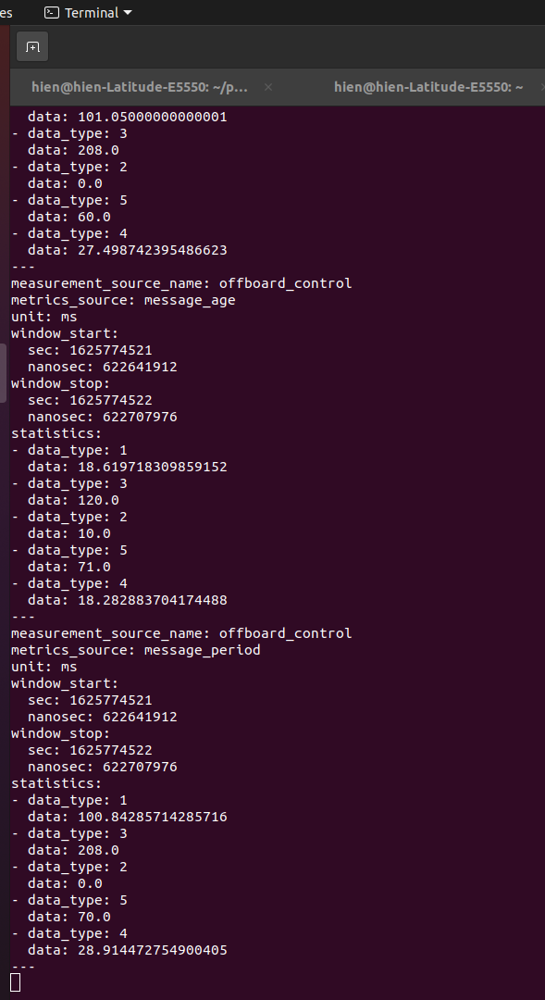 es
Terminal
hien@hien-Latitude-E5550: ~/p...
hien@hien-Latitude-E5550: ~
  data: 101.05000000000001
- data_type: 3
  data: 208.0
- data_type: 2
  data: 0.0
- data_type: 5
  data: 60.0
- data_type: 4
  data: 27.498742395486623
---
measurement_source_name: offboard_control
metrics_source: message_age
unit: ms
window_start:
  sec: 1625774521
  nanosec: 622641912
window_stop:
  sec: 1625774522
  nanosec: 622707976
statistics:
- data_type: 1
  data: 18.619718309859152
- data_type: 3
  data: 120.0
- data_type: 2
  data: 10.0
- data_type: 5
  data: 71.0
- data_type: 4
  data: 18.282883704174488
---
measurement_source_name: offboard_control
metrics_source: message_period
unit: ms
window_start:
  sec: 1625774521
  nanosec: 622641912
window_stop:
  sec: 1625774522
  nanosec: 622707976
statistics:
- data_type: 1
  data: 100.84285714285716
- data_type: 3
  data: 208.0
- data_type: 2
  data: 0.0
- data_type: 5
  data: 70.0
- data_type: 4
  data: 28.914472754900405
---